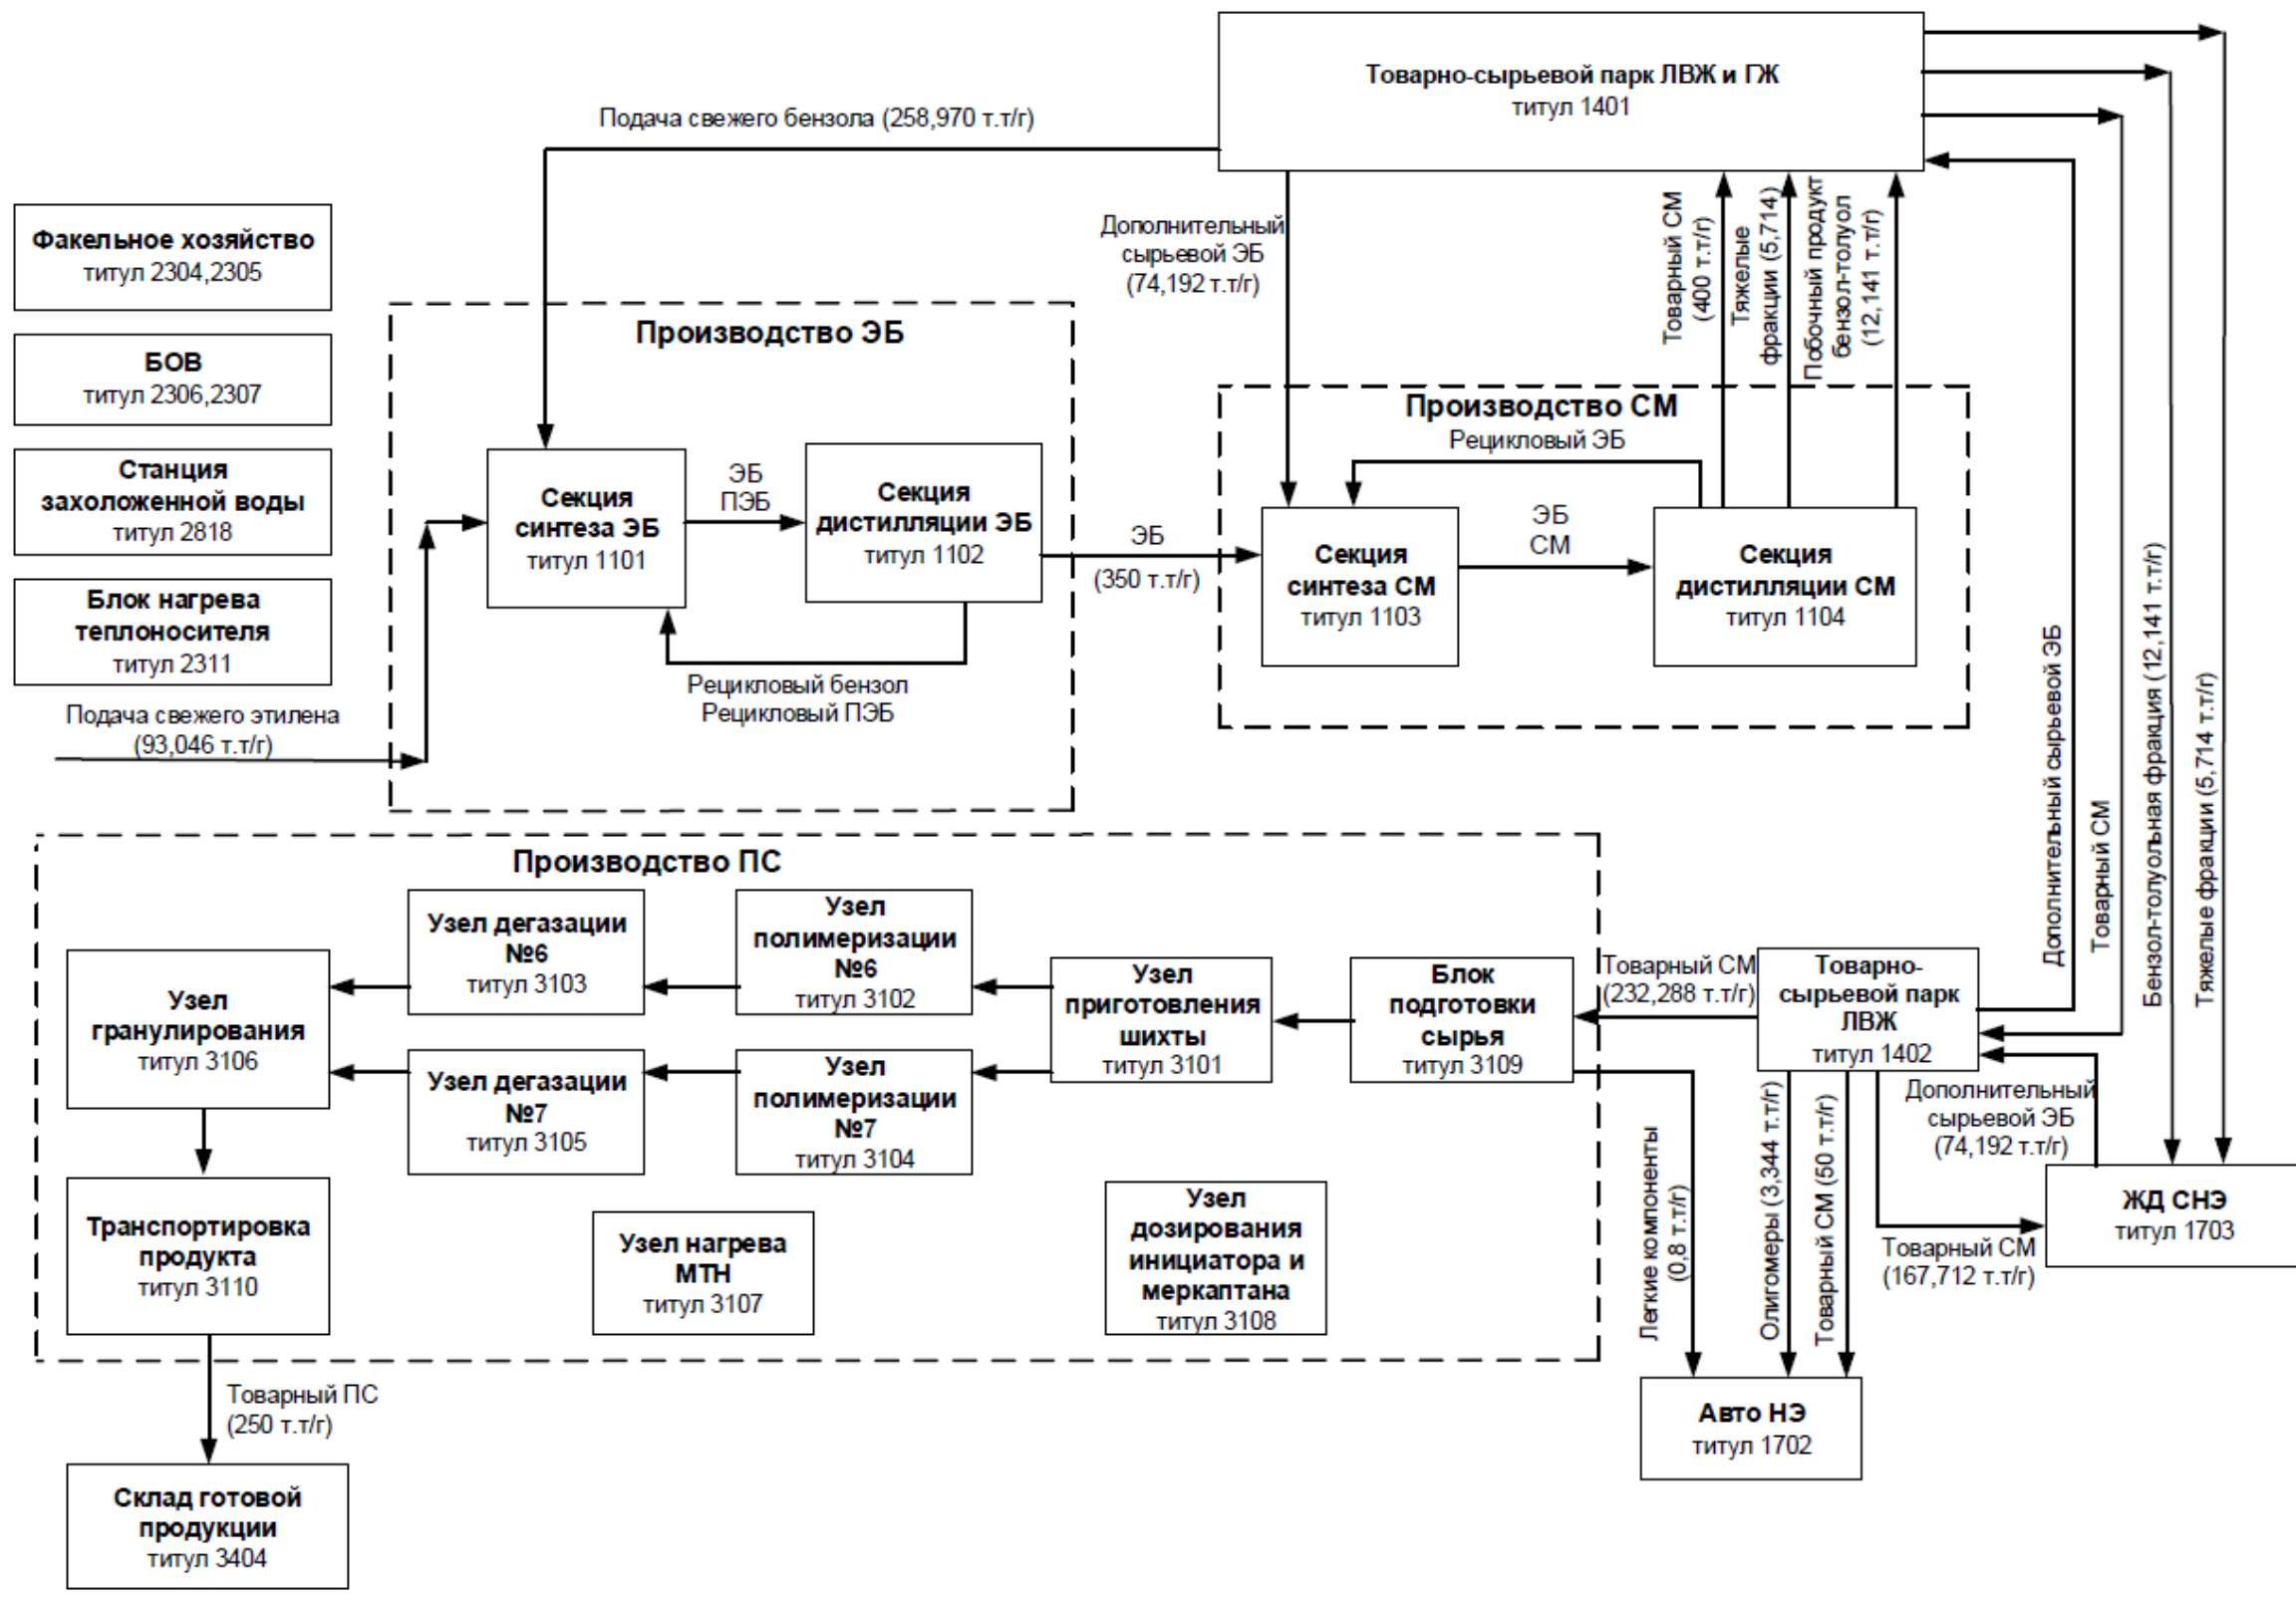 Товарно-сырьевой парк ЛВЖ и ГЖ
титул 1401
Подача свежего бензола (258,970 т.т/г)
Дополнительный
сырьевой ЭБ
(74,192 т.т/г)
Товарный СМ
(400 т.т/г)
Тяжелые
фракции (5,714)
Побочный продукт
бензол-толуол
(12,141 т.т/г)
Факельное хозяйство
титул 2304,2305
БОВ
титул 2306,2307
Станция
захоложенной воды
титул 2818
Блок нагрева
теплоносителя
титул 2311
Подача свежего этилена
(93,046 т.т/г)
Производство ЭБ
Секция
синтеза ЭБ
титул 1101
ЭБ
ПЭБ
Секция
дистилляции ЭБ
титул 1102
Рецикловый бензол
Рецикловый ПЭБ
ЭБ
(350 т.т/г)
Производство СМ
Рецикловый ЭБ
Секция
синтеза СМ
титул 1103
ЭБ
СМ
Секция
дистилляции СМ
титул 1104
Дополнительный сырьевой ЭБ
Товарный СМ
Бензол-толуольная фракция (12,141 т.т/г)
Тяжелые фракции (5,714 т.т/г)
Производство ПС
Узел
гранулирования
титул 3106
Узел дегазации
№6
титул 3103
Узел
полимеризации
№6
титул 3102
Узел дегазации
№7
титул 3105
Узел
полимеризации
№7
титул 3104
Узел
приготовления
шихты
титул 3101
Блок
подготовки
сырья
титул 3109
Товарный СМ
(232,288 т.т/г)
Товарно-
сырьевой парк
ЛВЖ
титул 1402
Дополнительный
сырьевой ЭБ
(74,192 т.т/г)
Транспортировка
продукта
титул 3110
Узел нагрева
МТН
титул 3107
Узел
дозирования
инициатора и
меркаптана
титул 3108
Легкие компоненты
(0,8 т.т/г)
Олигомеры (3,344 т.т/г)
Товарный СМ (50 т.т/г)
Товарный СМ
(167,712 т.т/г)
ЖД СНЭ
титул 1703
Товарный ПС
(250 т.т/г)
Авто НЭ
титул 1702
Склад готовой
продукции
титул 3404